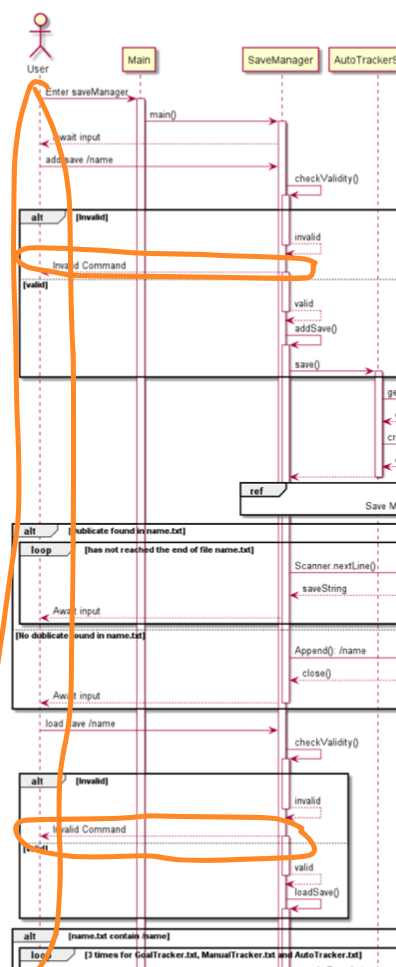 User
Main
SaveManager
AutoTrackerS
Enter saveManager
main()
Await input
add save /name
checkValidity()
alt [Invalid]
invalid
Invalid Command
[valid]
valid
addSave()
save()
ge
cr
ref
Save M
alt [Dublicate found in name.txt]
loop [has not reached the end of file name.txt]
Scanner.nextLine()
saveString
Await input
[No dublicate found in name.txt]
Append(): /name
close()
Await input
load save /name
checkValidity()
alt [Invalid]
invalid
Invalid Command
[valid]
valid
loadSave()
alt [name.txt contain /name]
loop [3 times for GoalTracker.txt, ManualTracker.txt and AutoTracker.txt]